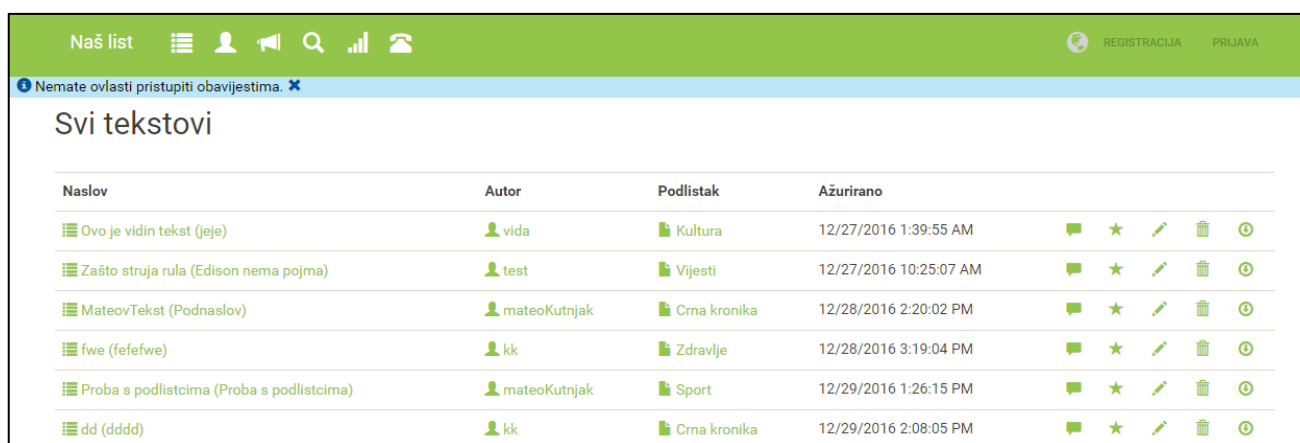 Naš list REGISTRACIJA PRIJAVA
Nemate ovlasti pristupiti obavijestima.
Svi tekstovi
Naslov Autor Podlistak Ažurirano
Ovo je vidin tekst (jeje) vida Kultura 12/27/2016 1:39:55 AM
Zašto struja rula (Edison nema pojma) test Vijesti 12/27/2016 10:25:07 AM
MateovTekst (Podnaslov) mateoKutnjak Crna kronika 12/28/2016 2:20:02 PM
fwe (fefefwe) kk Zdravlje 12/28/2016 3:19:04 PM
Proba s podlistcima (Proba s podlistcima) mateoKutnjak Sport 12/29/2016 1:26:15 PM
dd (dddd) kk Crna kronika 12/29/2016 2:08:05 PM